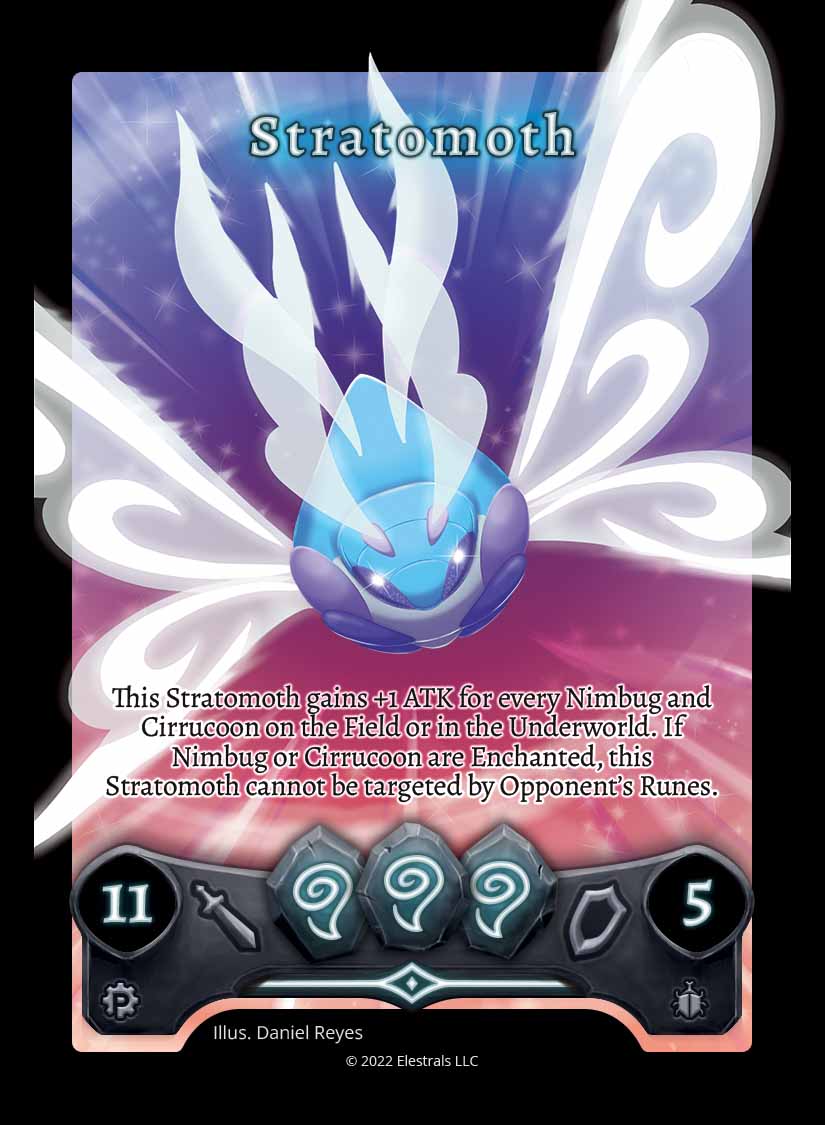 Stratomoth
This Stratomoth gains +1 ATK for every Nimbug and
Cirrucoon on the Field or in the Underworld. If
Nimbug or Cirrucoon are Enchanted, this
Stratomoth cannot be targeted by Opponent’s Runes.
11 5
P
Illus. Daniel Reyes
© 2022 Elestrals LLC